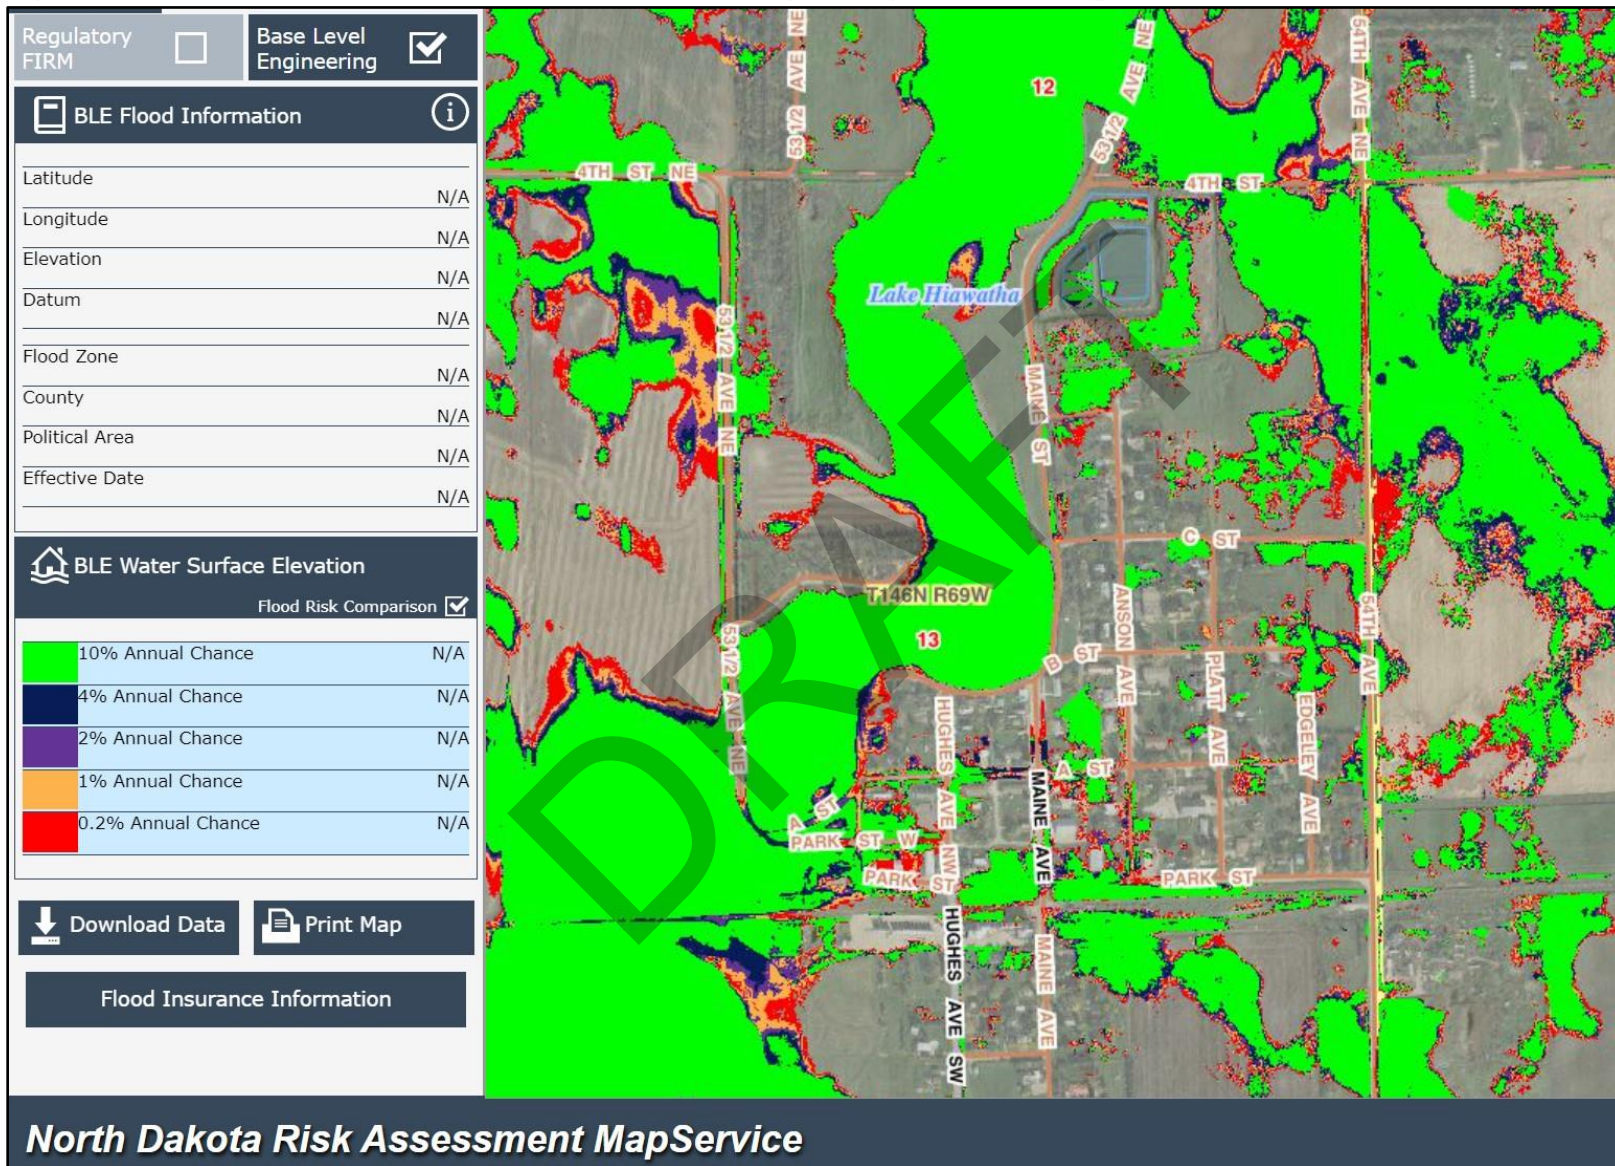 Regulatory
FIRM
Base Level
Engineering
BLE Flood Information
i
Latitude
N/A
Longitude
N/A
Elevation
N/A
Datum
N/A
Flood Zone
N/A
County
N/A
Political Area
N/A
Effective Date
N/A
BLE Water Surface Elevation
Flood Risk Comparison
10% Annual Chance N/A
4% Annual Chance N/A
2% Annual Chance N/A
1% Annual Chance N/A
0.2% Annual Chance N/A
Download Data
Print Map
Flood Insurance Information
53 1/2 AVE NE
12
53 1/2 AVE NE
54TH AVE NE
4TH ST NE
4TH ST
Lake Hiawatha
53 1/2 AVE NE
MAINE ST
DRAFT
C ST
T146N R69W
ANSON AVE
54TH AVE
13
53 1/2 AVE NE
B ST
PLATT AVE
EDGELEY AVE
HUGHES AVE NW
MAINE AVE
A ST
A ST
PARK ST W
PARK ST
PARK ST
HUGHES AVE SW
MAINE AVE
North Dakota Risk Assessment MapService